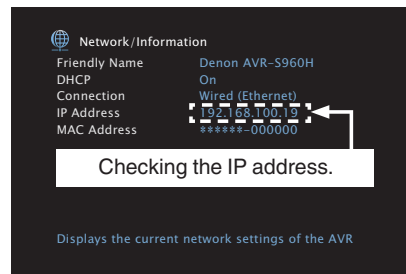 Network/Information
Friendly Name Denon AVR-S960H
DHCP On
Connection Wired (Ethernet)
IP Address 192.168.100.19
MAC Address ******-000000
Checking the IP address.
Displays the current network settings of the AVR